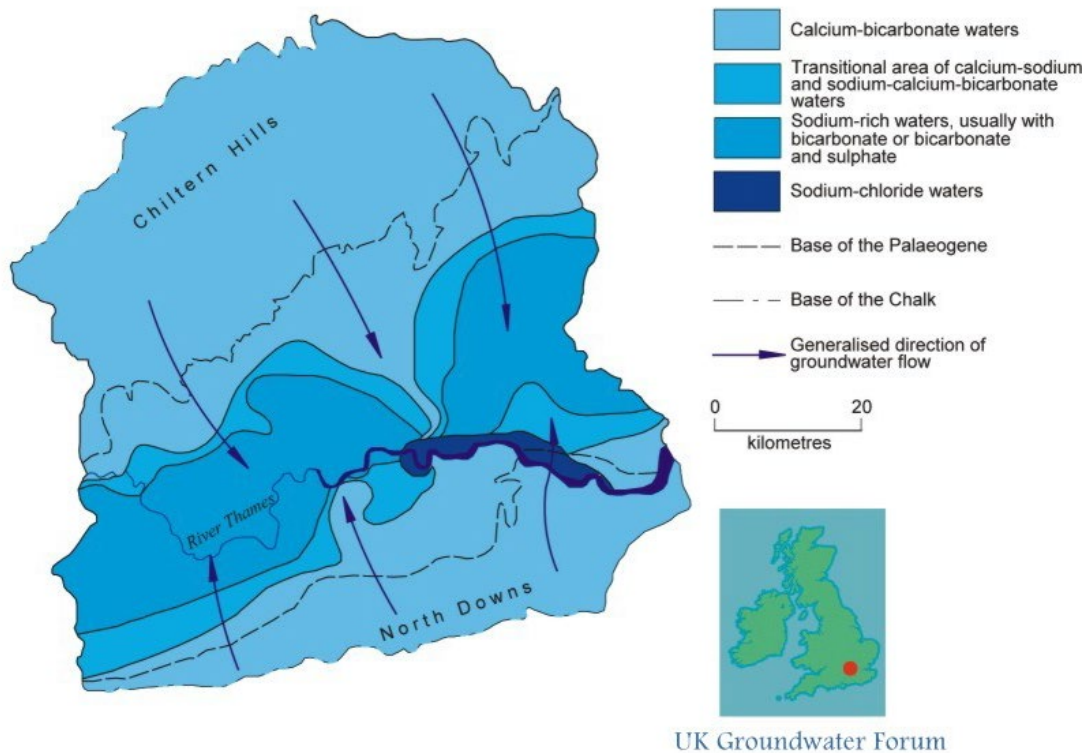 Calcium-bicarbonate waters
Transitional area of calcium-sodium
and sodium-calcium-bicarbonate
waters
Sodium-rich waters, usually with
bicarbonate or bicarbonate
and sulphate
Sodium-chloride waters
Base of the Palaeogene
Base of the Chalk
Generalised direction of
groundwater flow
0 20
kilometres
Chiltern Hills
River Thames
North Downs
UK Groundwater Forum